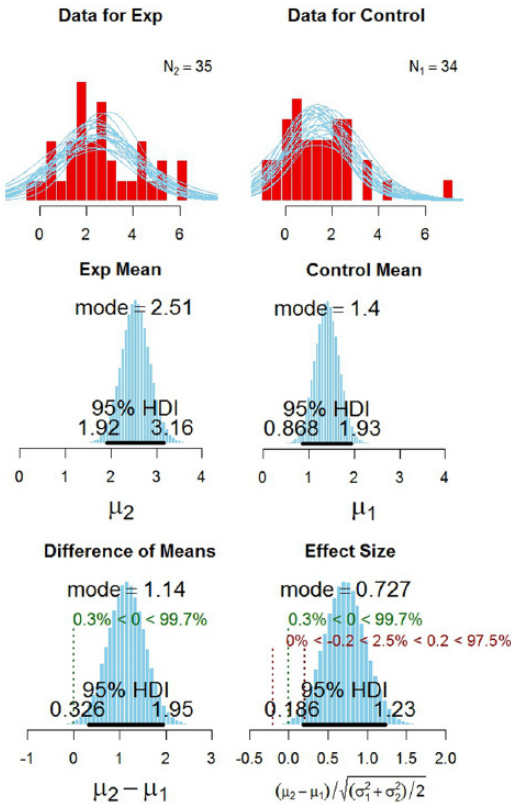 Data for Exp
N₂ = 35
0 2 4 6
Data for Control
N₁ = 34
0 2 4 6
Exp Mean
mode = 2.51
95% HDI
1.92 3.16
0 1 2 3 4
μ₂
Control Mean
mode = 1.4
95% HDI
0.868 1.93
0 1 2 3 4
μ₁
Difference of Means
mode = 1.14
0.3% < 0 < 99.7%
95% HDI
0.326 1.95
-1 0 1 2 3
μ₂ − μ₁
Effect Size
mode = 0.727
0.3% < 0 < 99.7%
0% < -0.2 < 2.5% < 0.2 < 97.5%
95% HDI
0.186 1.23
-0.5 0.0 0.5 1.0 1.5 2.0
(μ₂ − μ₁)/√(σ₁² + σ₂²)/2